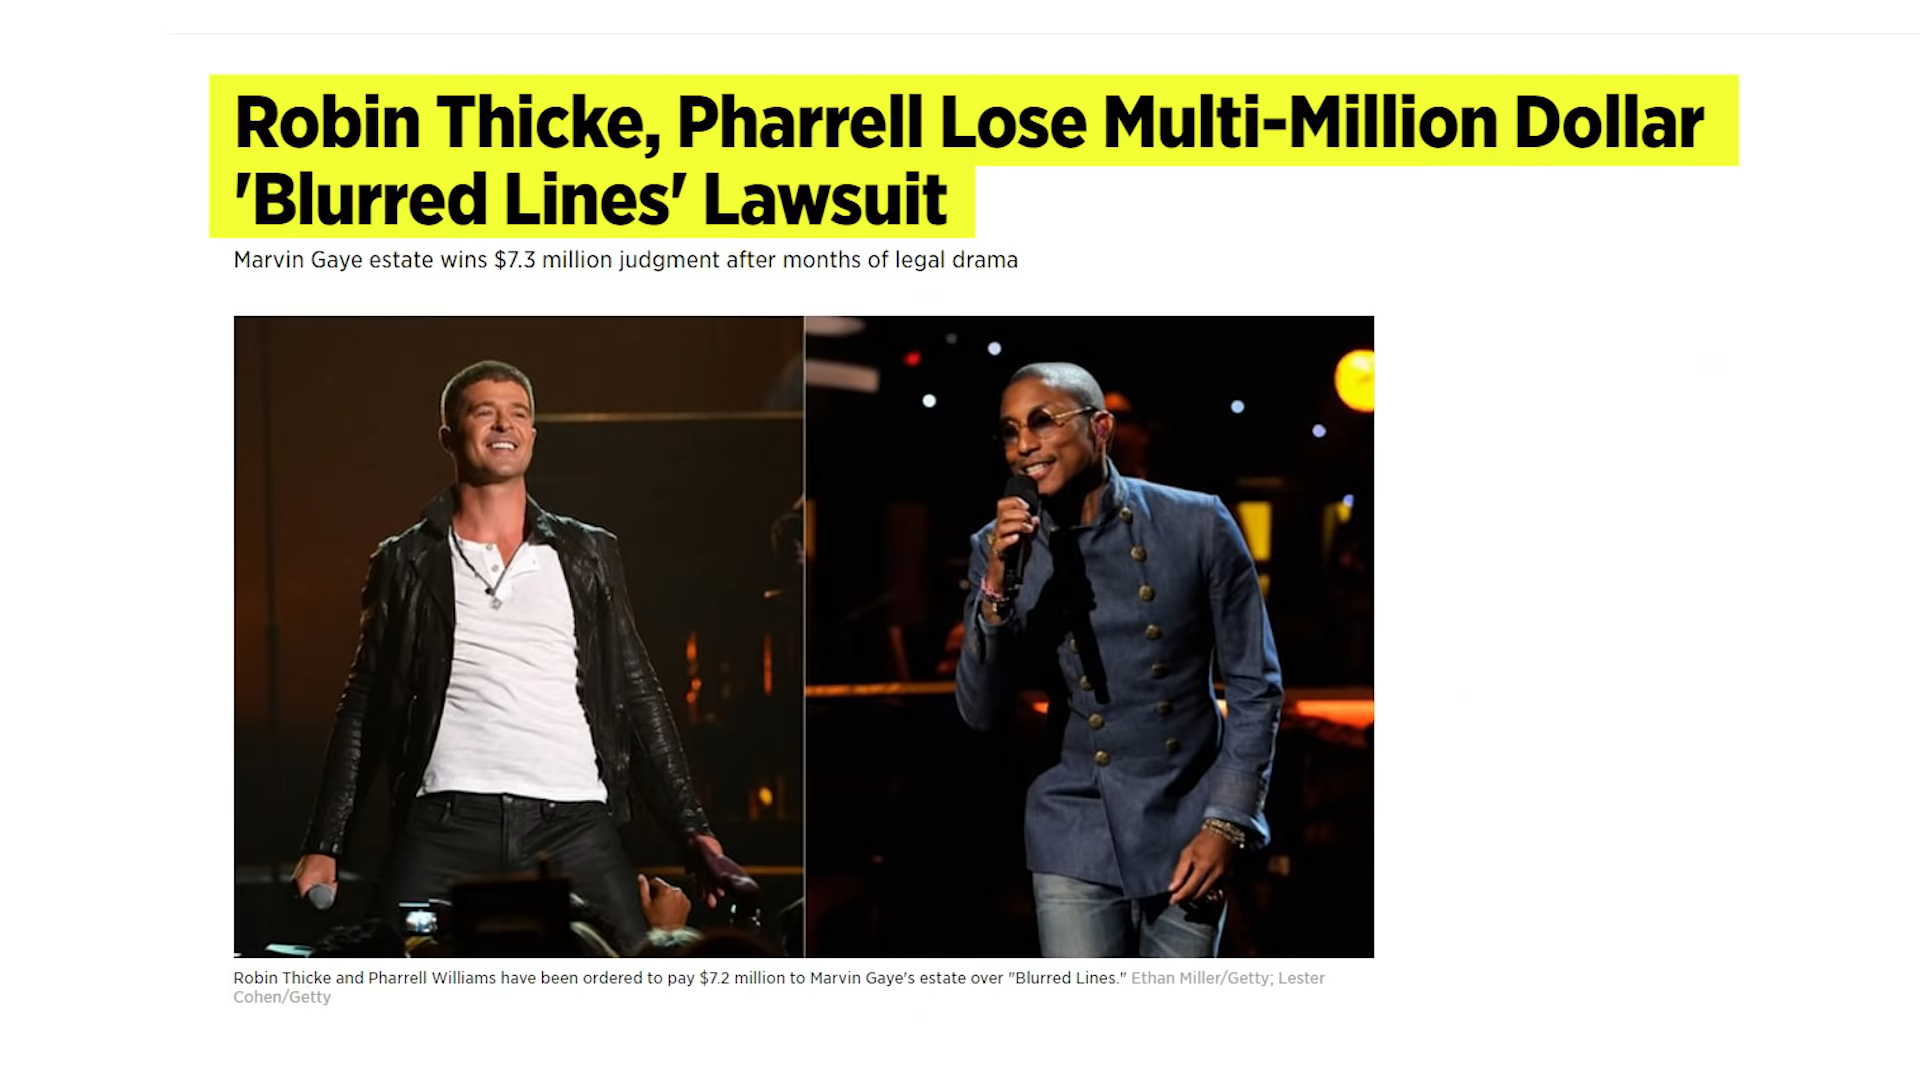 Robin Thicke, Pharrell Lose Multi-Million Dollar
'Blurred Lines' Lawsuit
Marvin Gaye estate wins $7.3 million judgment after months of legal drama
Robin Thicke and Pharrell Williams have been ordered to pay $7.2 million to Marvin Gaye's estate over "Blurred Lines." Ethan Miller/Getty; Lester
Cohen/Getty